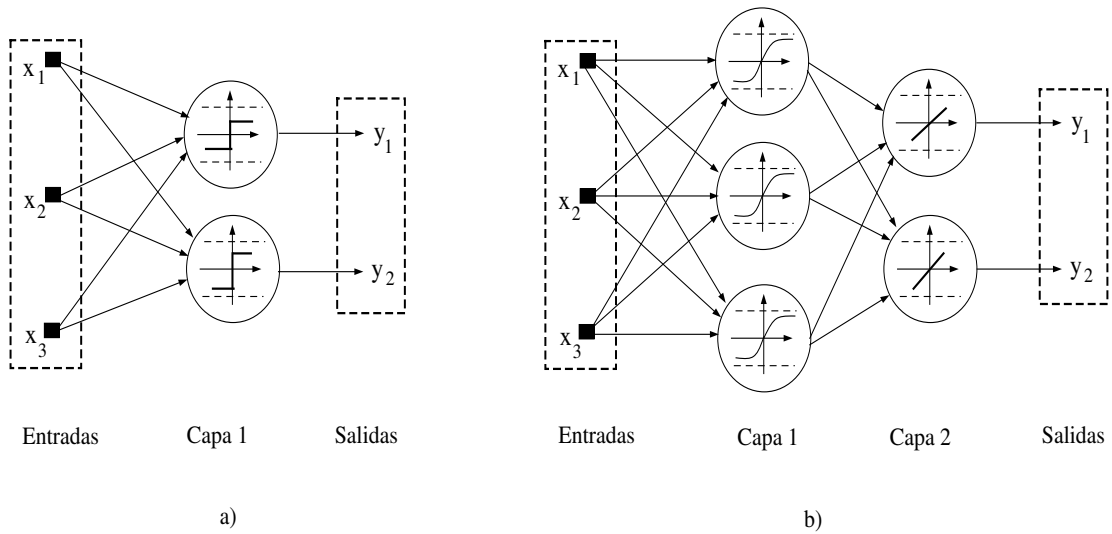 x1
x2
x3
y1
y2
Entradas
Capa 1
Salidas
a)
x1
x2
x3
y1
y2
Entradas
Capa 1
Capa 2
Salidas
b)